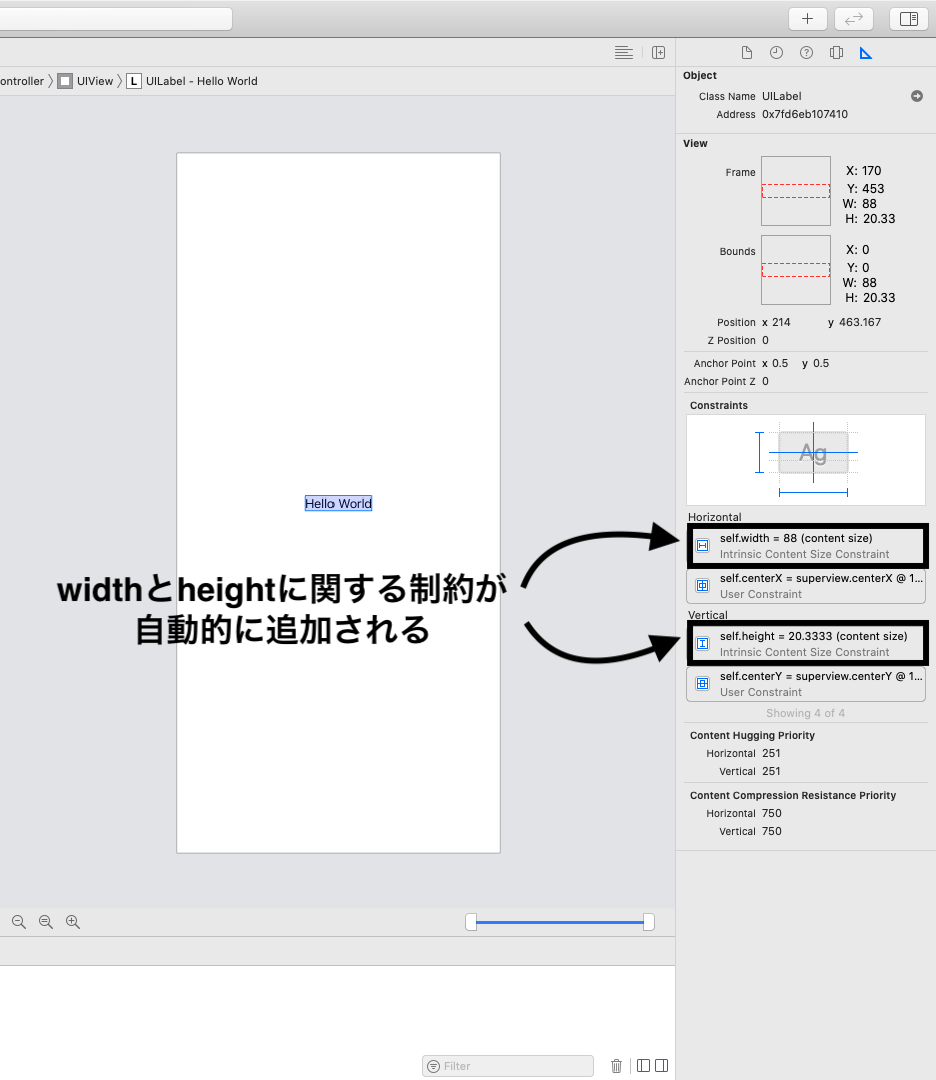 ontroller
UIView
L
UILabel - Hello World
Object
Class Name UILabel
Address 0x7fd6eb107410
View
Frame
X: 170
Y: 453
W: 88
H: 20.33
Bounds
X: 0
Y: 0
W: 88
H: 20.33
Position x 214 y 463.167
Z Position 0
Anchor Point x 0.5 y 0.5
Anchor Point Z 0
Constraints
Ag
Hello World
Horizontal
self.width = 88 (content size)
Intrinsic Content Size Constraint
self.centerX = superview.centerX @ 1...
User Constraint
widthとheightに関する制約が
自動的に追加される
Vertical
self.height = 20.3333 (content size)
Intrinsic Content Size Constraint
self.centerY = superview.centerY @ 1...
User Constraint
Showing 4 of 4
Content Hugging Priority
Horizontal 251
Vertical 251
Content Compression Resistance Priority
Horizontal 750
Vertical 750
Filter